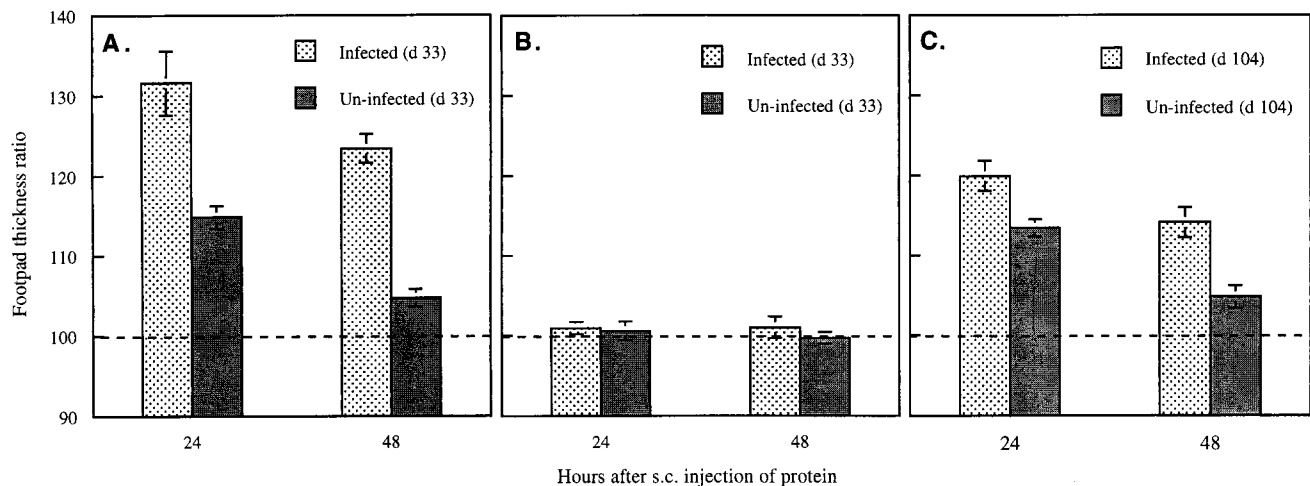 140
130
120
110
100
90
Footpad thickness ratio
A.
Infected (d 33)
Un-infected (d 33)
24 48
B.
Infected (d 33)
Un-infected (d 33)
24 48
C.
Infected (d 104)
Un-infected (d 104)
24 48
Hours after s.c. injection of protein